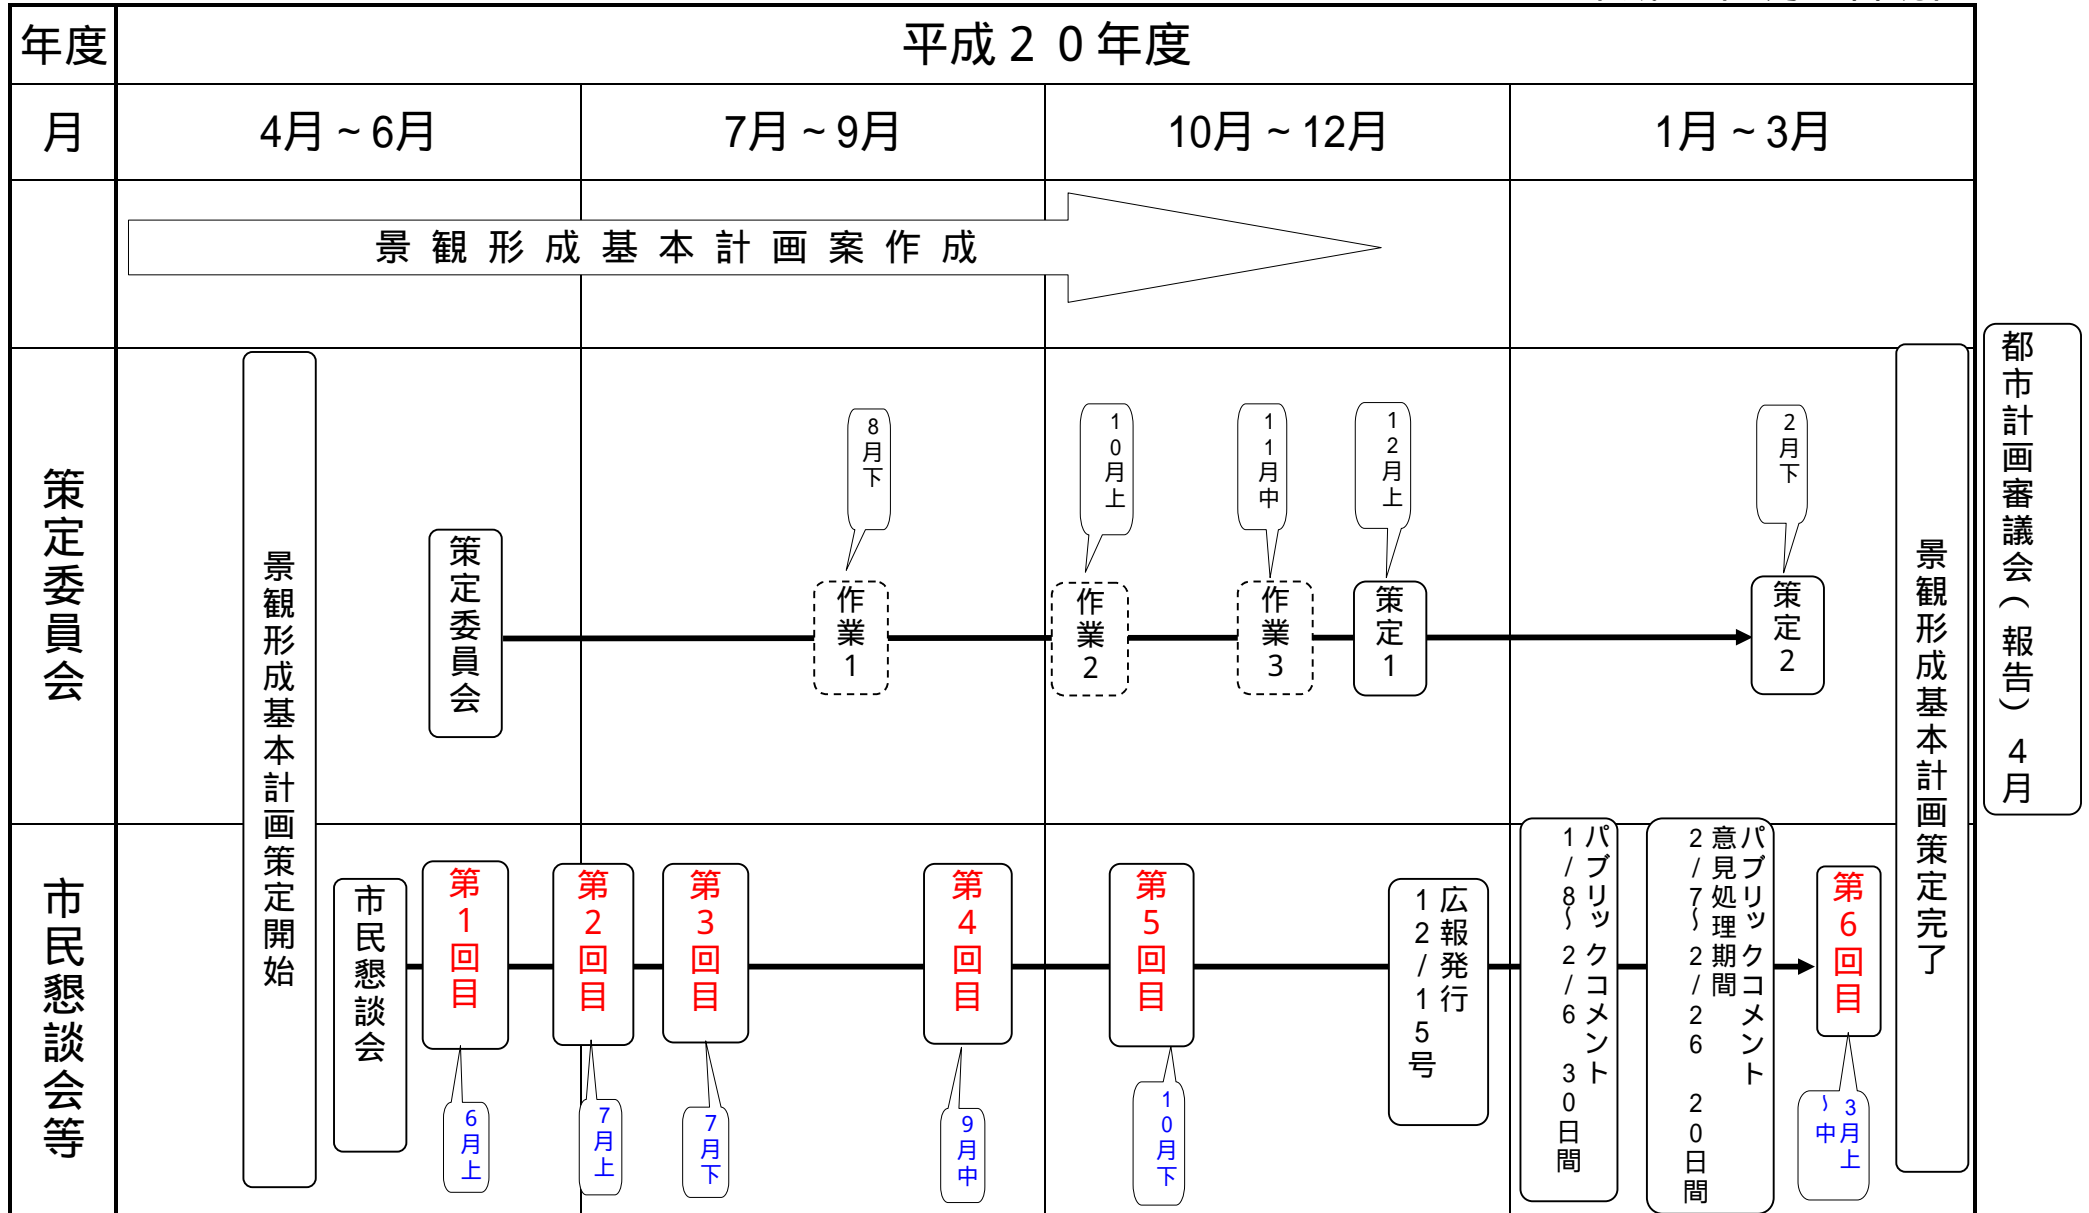 年度
平成２０年度
月
4月～6月
7月～9月
10月～12月
1月～3月
景観形成基本計画案作成
策定委員会
景観形成基本計画策定開始
策定委員会
8月下
作業1
10月上
作業2
11月中
作業3
12月上
策定1
2月下
策定2
景観形成基本計画策定完了
都市計画審議会（報告）4月
市民懇談会等
市民懇談会
第1回目
6月上
第2回目
7月上
第3回目
7月下
第4回目
9月中
第5回目
10月下
広報発行
12/15号
パブリックコメント
1/8～2/6 30日間
パブリックコメント
意見処理期間
2/7～2/26 20日間
第6回目
3月上
～中